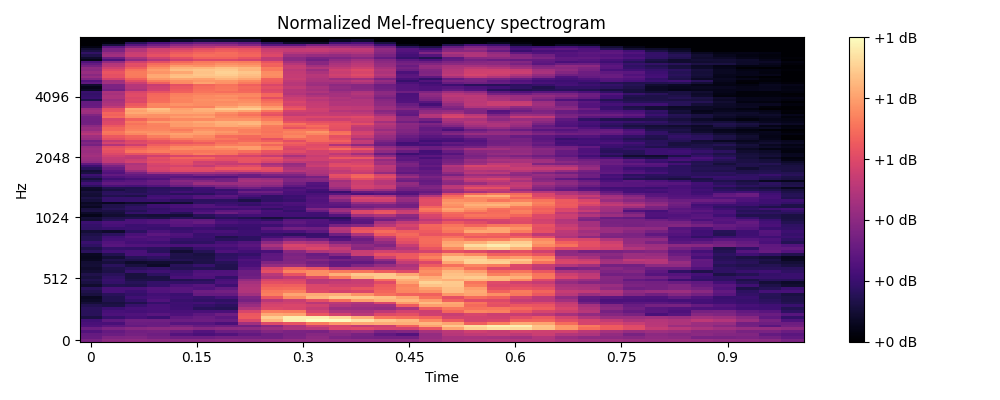 Normalized Mel-frequency spectrogram
+1 dB
4096
+1 dB
2048
+1 dB
Hz
1024
+0 dB
512
+0 dB
0
+0 dB
0 0.15 0.3 0.45 0.6 0.75 0.9
Time